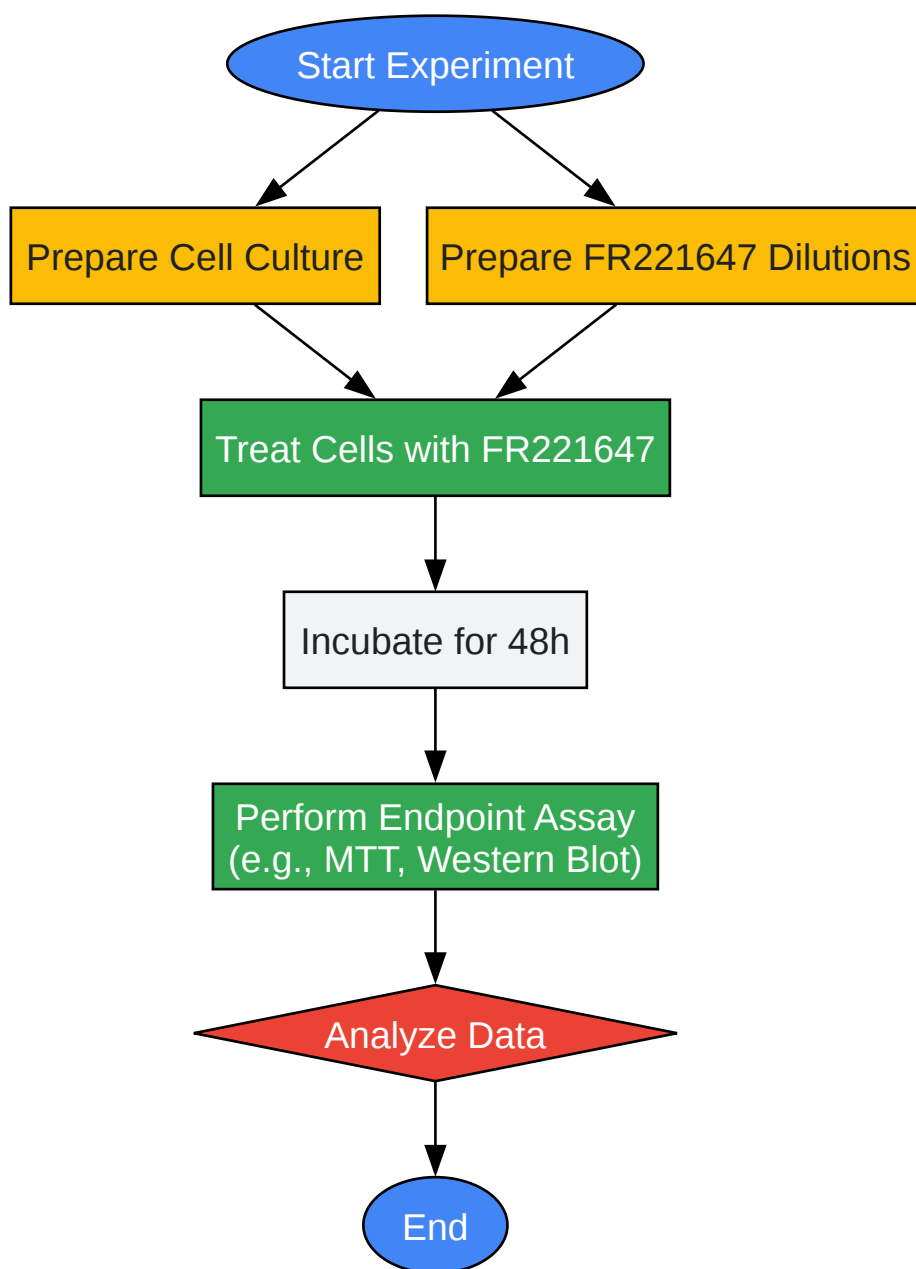 Start Experiment
Prepare Cell Culture
Prepare FR221647 Dilutions
Treat Cells with FR221647
Incubate for 48h
Perform Endpoint Assay
(e.g., MTT, Western Blot)
Analyze Data
End